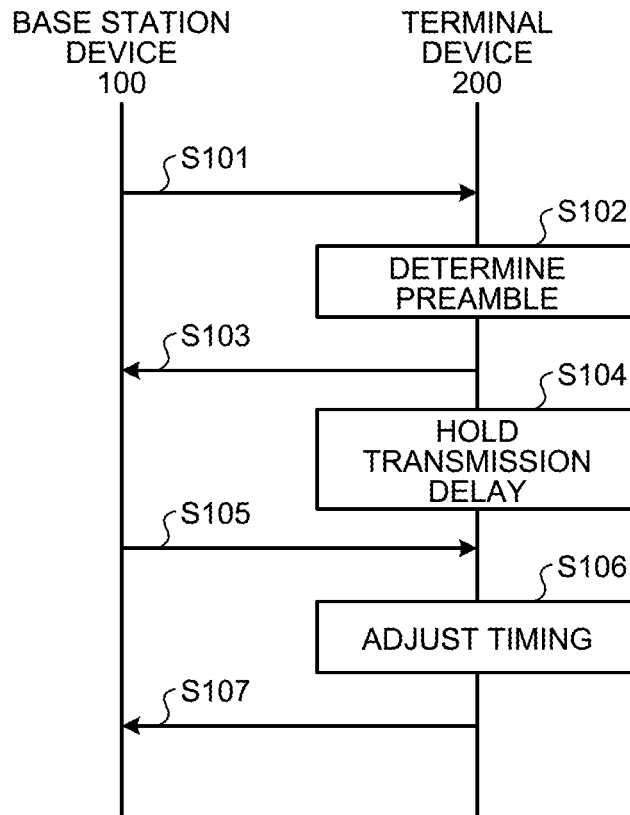 BASE STATION
DEVICE
100
TERMINAL
DEVICE
200
S101
S102
DETERMINE
PREAMBLE
S103
S104
HOLD
TRANSMISSION
DELAY
S105
S106
ADJUST TIMING
S107